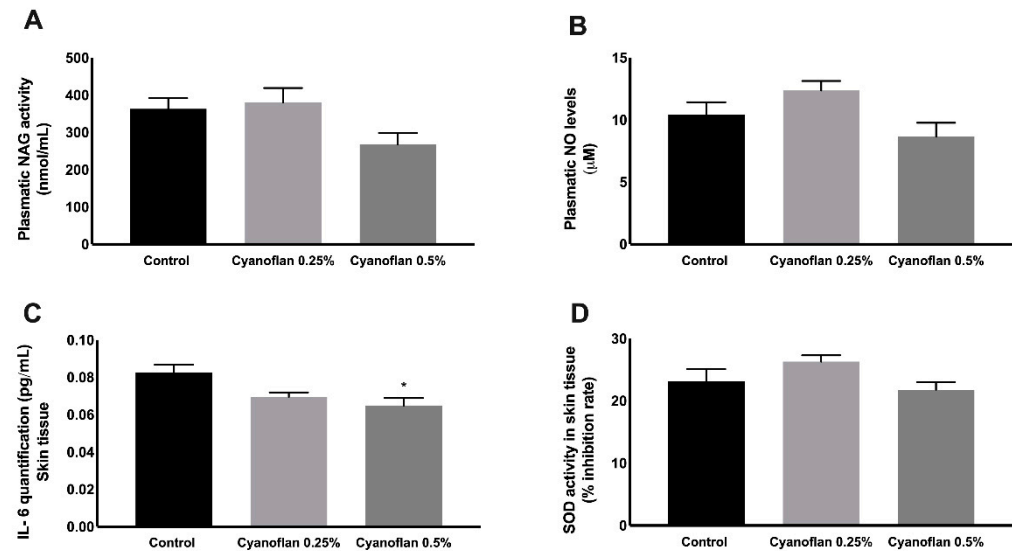 A
Plasmatic NAG activity
(nmol/mL)
500
400
300
200
100
0
Control
Cyanoflan 0.25%
Cyanoflan 0.5%
B
Plasmatic NO levels
(μM)
15
10
5
0
Control
Cyanoflan 0.25%
Cyanoflan 0.5%
C
IL- 6 quantification (pg/mL)
Skin tissue
0.10
0.08
0.06
0.04
0.02
0.00
*
Control
Cyanoflan 0.25%
Cyanoflan 0.5%
D
SOD activity in skin tissue
(% inhibition rate)
30
20
10
0
Control
Cyanoflan 0.25%
Cyanoflan 0.5%